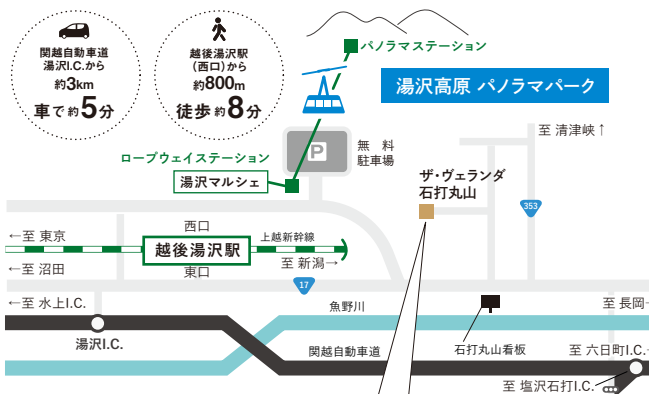 関越自動車道
湯沢I.C.から
約3km
車で約5分
越後湯沢駅
(西口)から
約800m
徒歩約8分
パノラマステーション
湯沢高原 パノラマパーク
至 清津峡↑
無料
駐車場
P
ロープウェイステーション
湯沢マルシェ
ザ・ヴェランダ
石打丸山
353
←至 東京
西口
上越新幹線
越後湯沢駅
至 新潟→
←至 沼田
東口
17
←至 水上I.C.
魚野川
至 長岡→
湯沢I.C.
関越自動車道
石打丸山看板
至 六日町I.C.→
至 塩沢石打I.C.